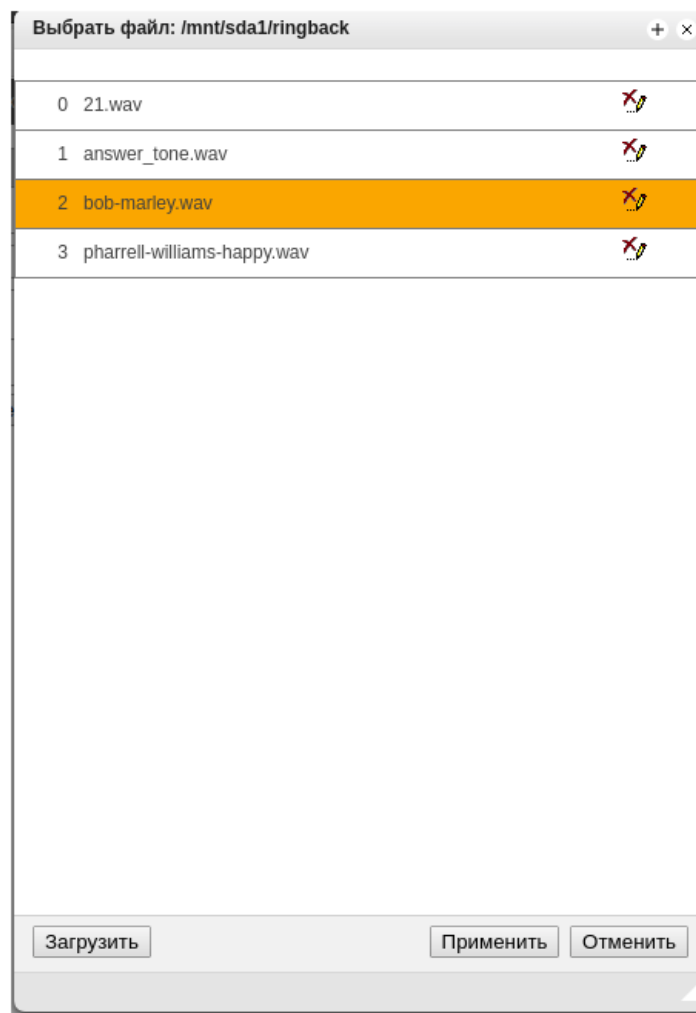 Выбрать файл: /mnt/sda1/ringback
0 21.wav
1 answer_tone.wav
2 bob-marley.wav
3 pharrell-williams-happy.wav
Загрузить Применить Отменить